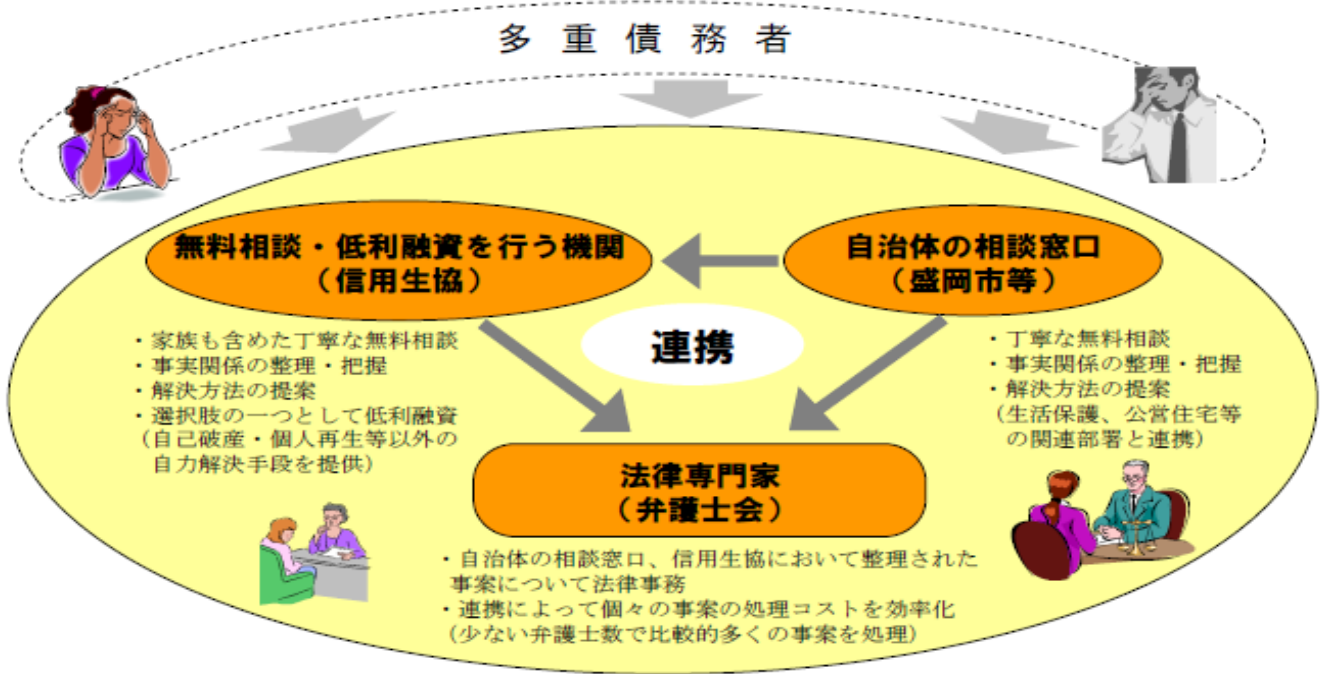 多重債務者
無料相談・低利融資を行う機関
（信用生協）
自治体の相談窓口
（盛岡市等）
連携
・家族も含めた丁寧な無料相談
・事実関係の整理・把握
・解決方法の提案
・選択肢の一つとして低利融資
（自己破産・個人再生等以外の
自力解決手段を提供）
・丁寧な無料相談
・事実関係の整理・把握
・解決方法の提案
（生活保護、公営住宅等
の関連部署と連携）
法律専門家
（弁護士会）
・自治体の相談窓口、信用生協において整理された
事案について法律事務
・連携によって個々の事案の処理コストを効率化
（少ない弁護士数で比較的多くの事案を処理）